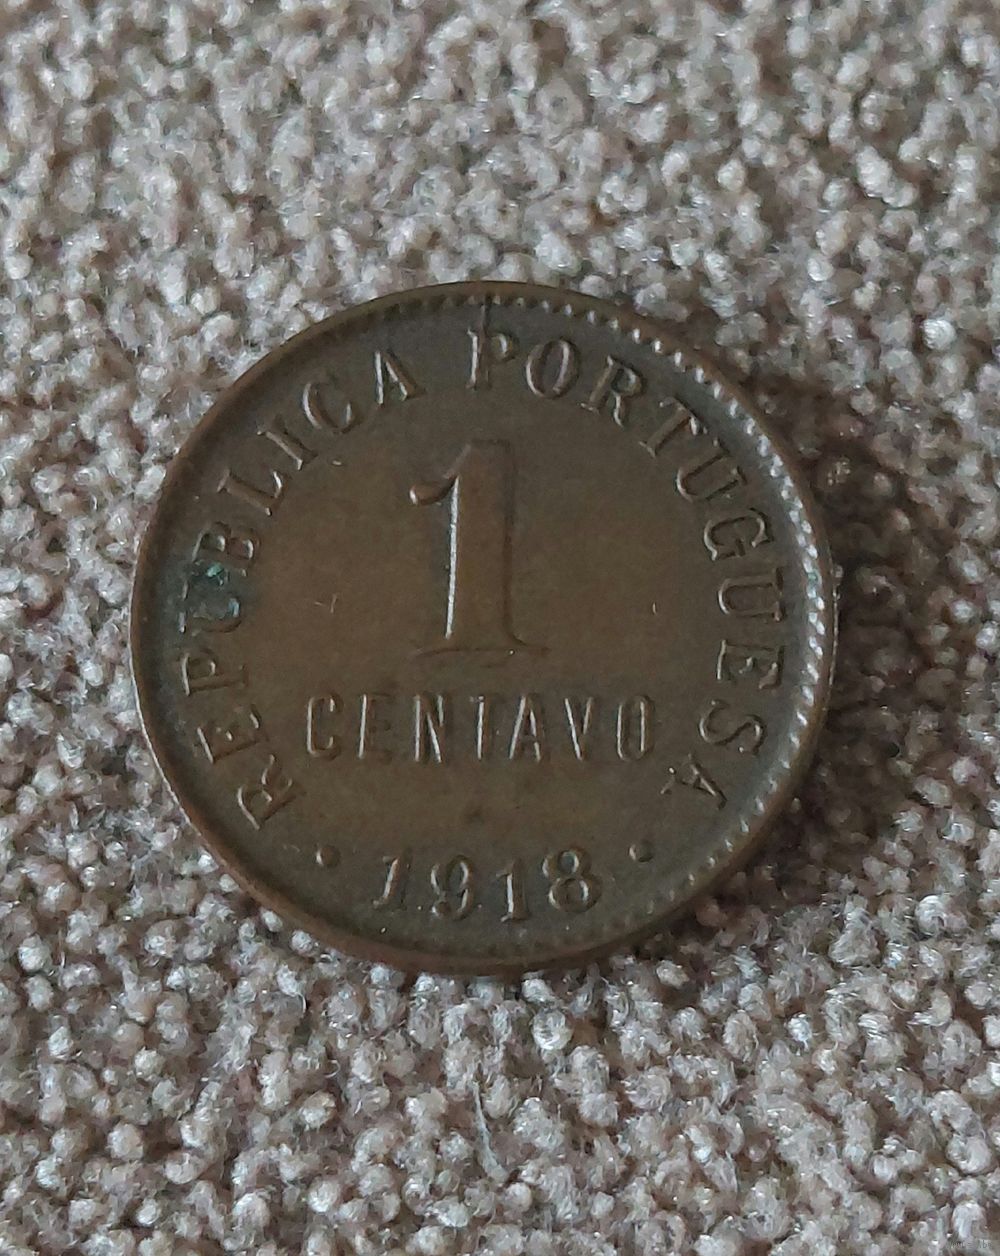 REPUBLICA PORTUGUESA
1
CENTAVO
• 1918 •